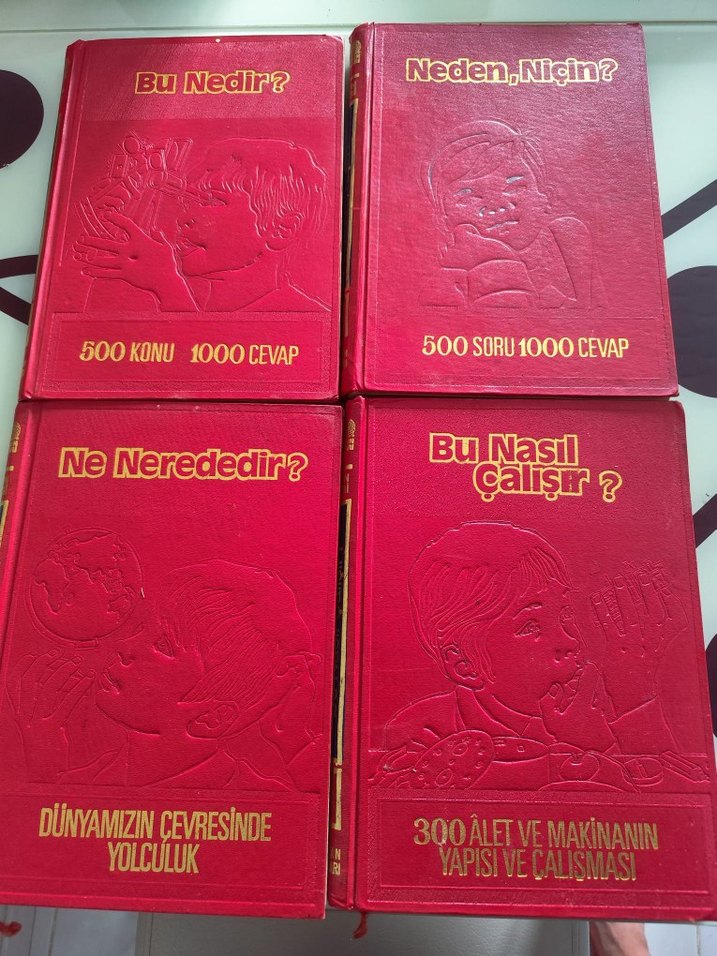 Bu Nedir?
500 KONU 1000 CEVAP
Neden, Niçin?
500 SORU 1000 CEVAP
Ne Nerededir?
DÜNYAMIZIN ÇEVRESİNDE
YOLCULUK
Bu Nasıl
Çalışır?
300 ÂLET VE MAKİNANIN
YAPISI VE ÇALIŞMASI